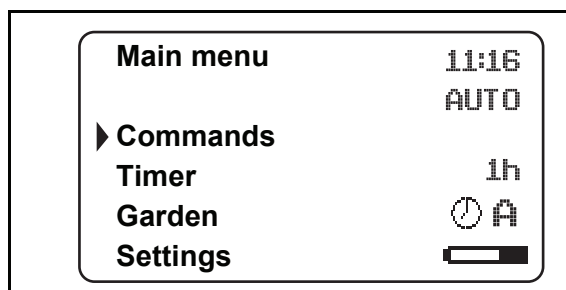 Main menu 11:16
AUTO
Commands
Timer 1h
Garden A
Settings